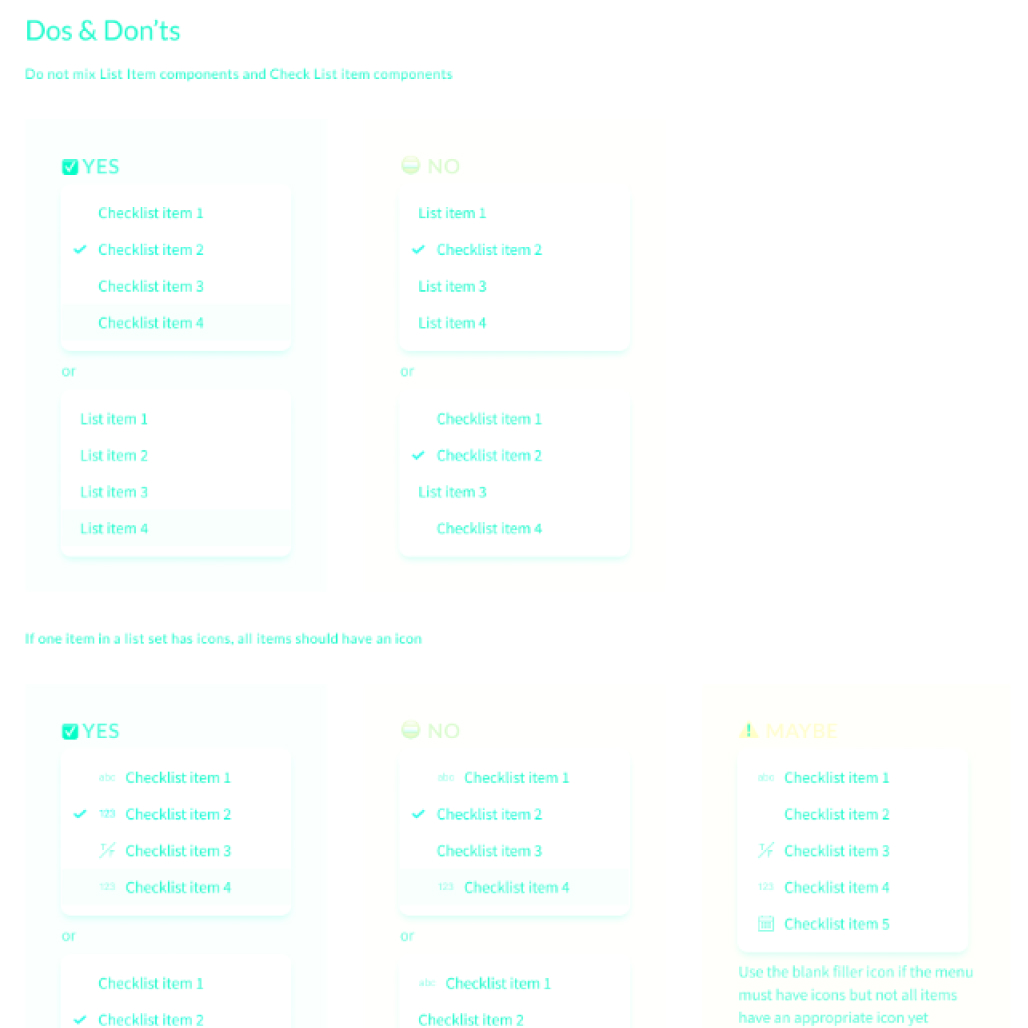 Dos & Don'ts
Do not mix List Item components and Check List item components
YES
Checklist item 1
Checklist item 2
Checklist item 3
Checklist item 4
or
List item 1
List item 2
List item 3
List item 4
NO
List item 1
Checklist item 2
List item 3
List item 4
or
Checklist item 1
Checklist item 2
List item 3
Checklist item 4
If one item in a list set has icons, all items should have an icon
YES
abc Checklist item 1
123 Checklist item 2
T/F Checklist item 3
123 Checklist item 4
or
Checklist item 1
Checklist item 2
NO
abc Checklist item 1
Checklist item 2
Checklist item 3
123 Checklist item 4
or
abc Checklist item 1
Checklist item 2
MAYBE
abc Checklist item 1
Checklist item 2
T/F Checklist item 3
123 Checklist item 4
Checklist item 5
Use the blank filler icon if the menu
must have icons but not all items
have an appropriate icon yet